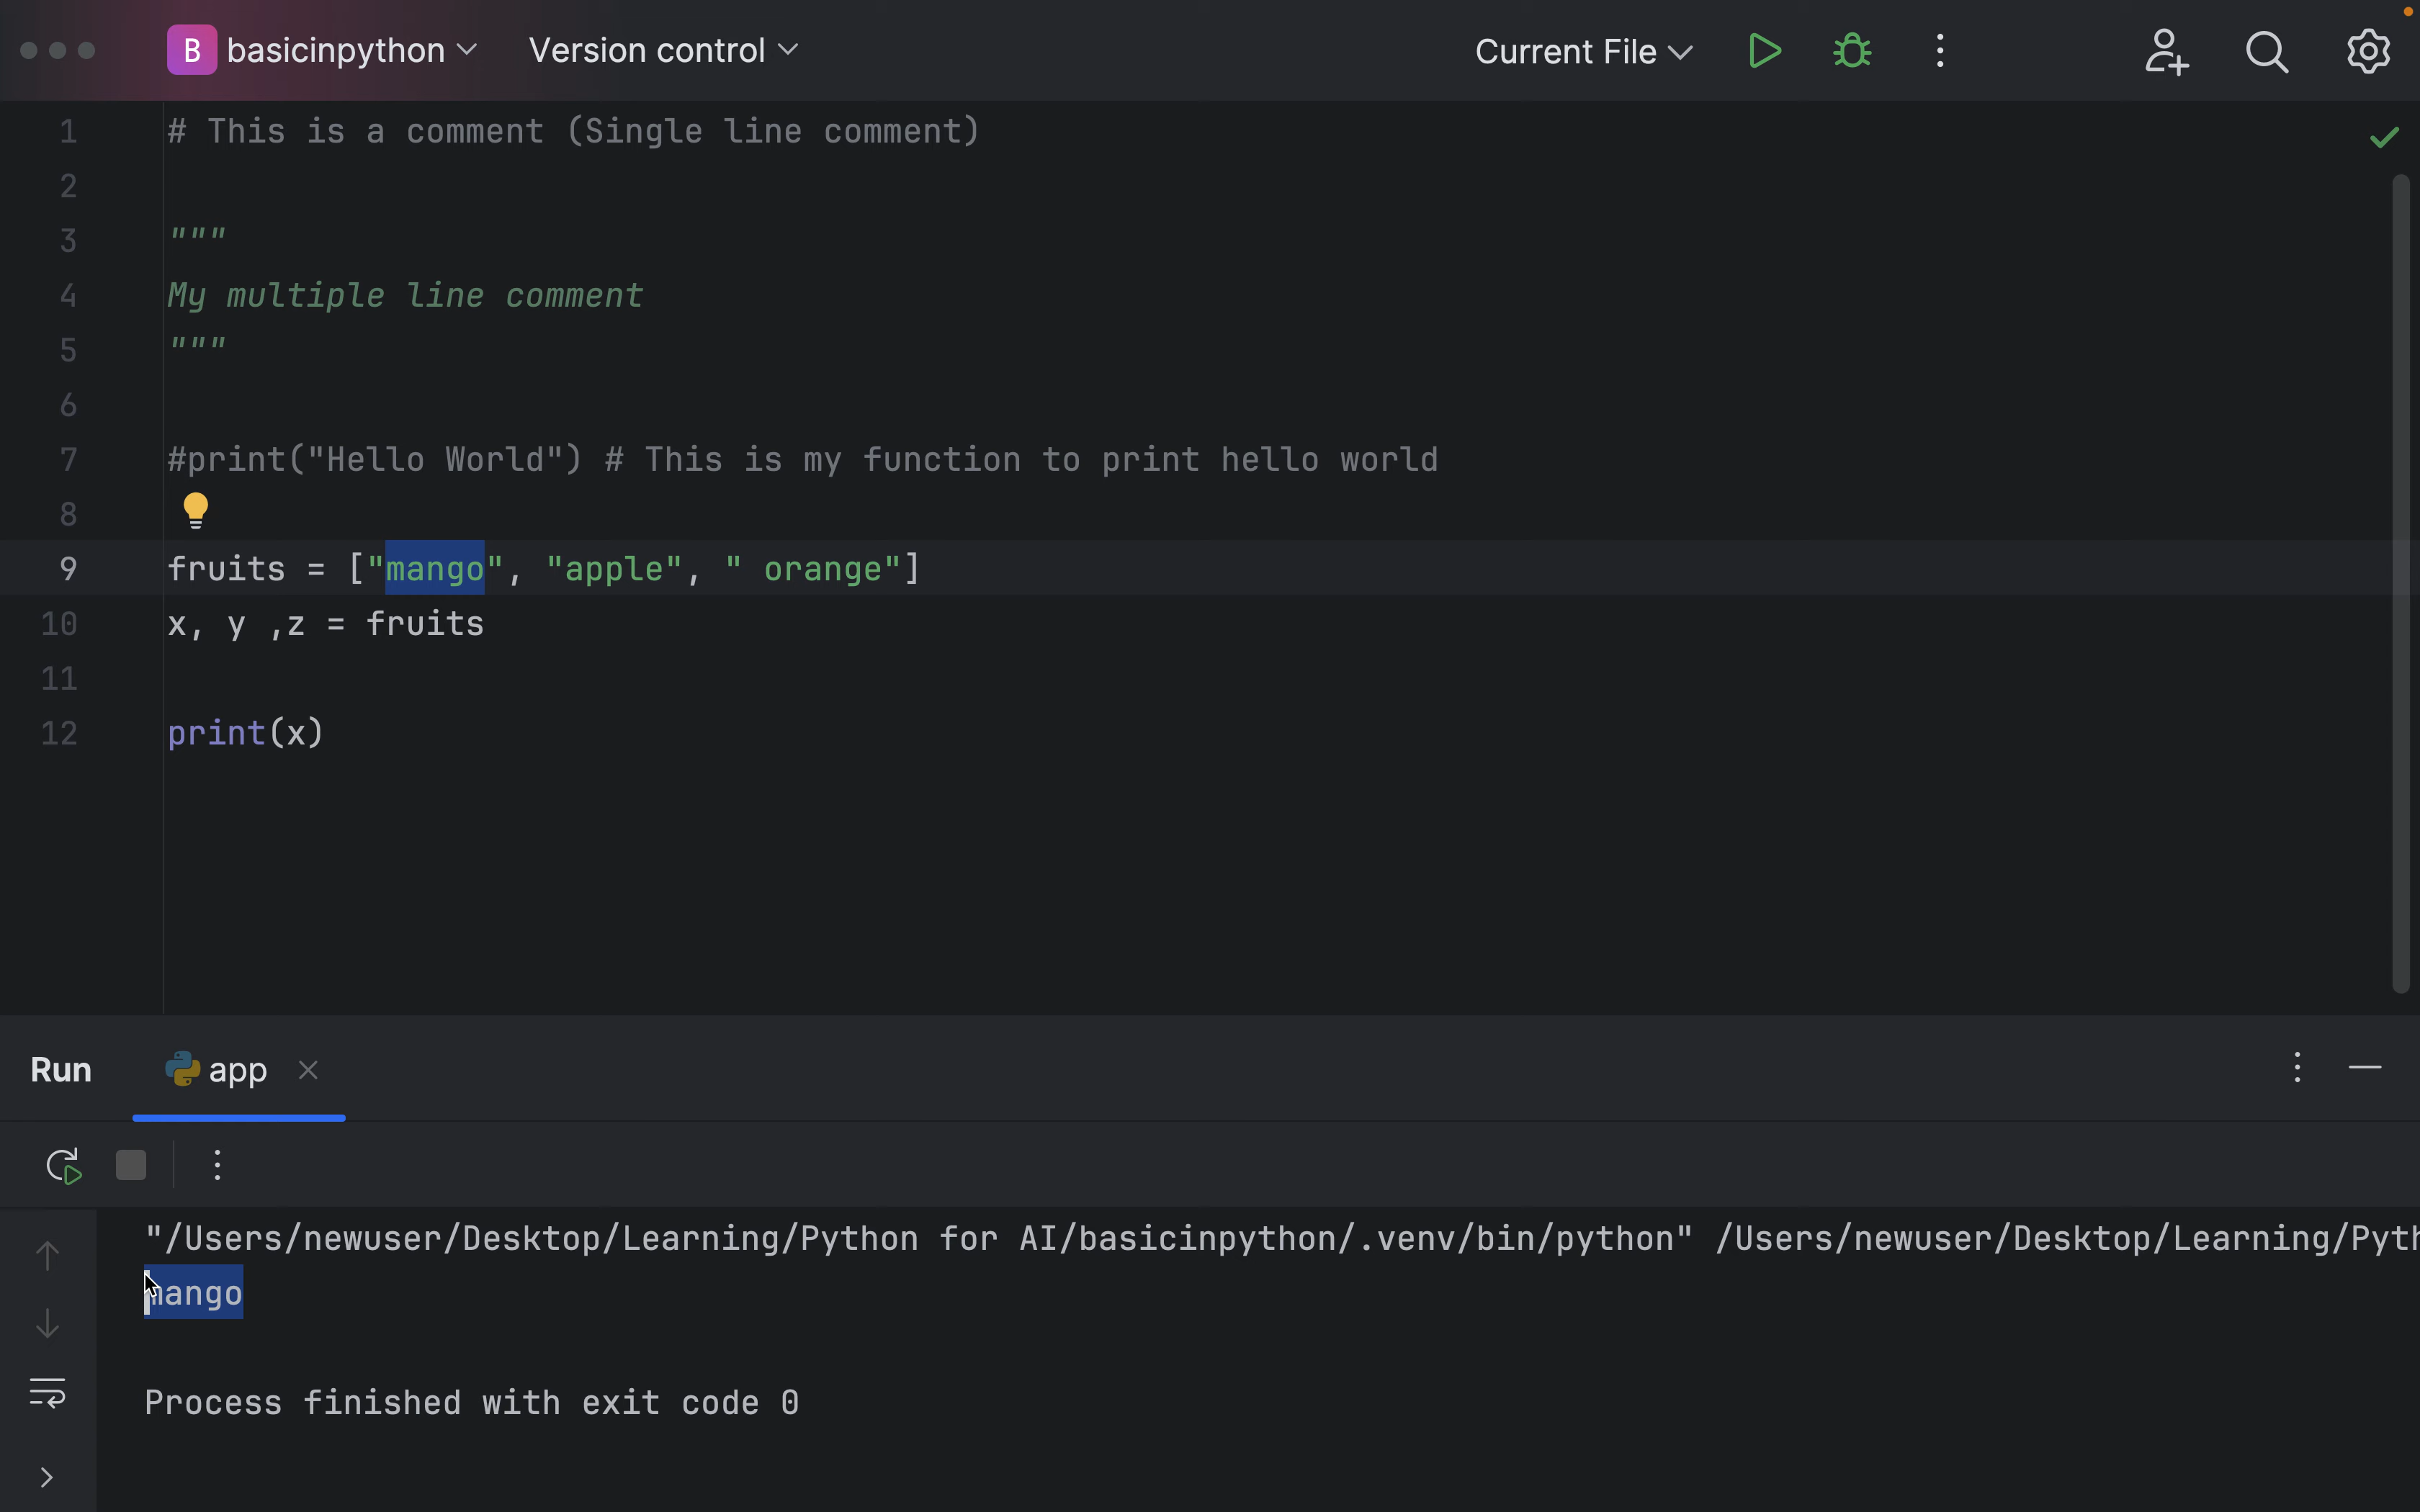 B basicinpython Version control Current File
1 # This is a comment (Single line comment)
2
3 """
4 My multiple line comment
5 """
6
7 #print("Hello World") # This is my function to print hello world
8
9 fruits = ["mango", "apple", " orange"]
10 x, y ,z = fruits
11
12 print(x)
Run app
"/Users/newuser/Desktop/Learning/Python for AI/basicinpython/.venv/bin/python" /Users/newuser/Desktop/Learning/Pyth
mango
Process finished with exit code 0